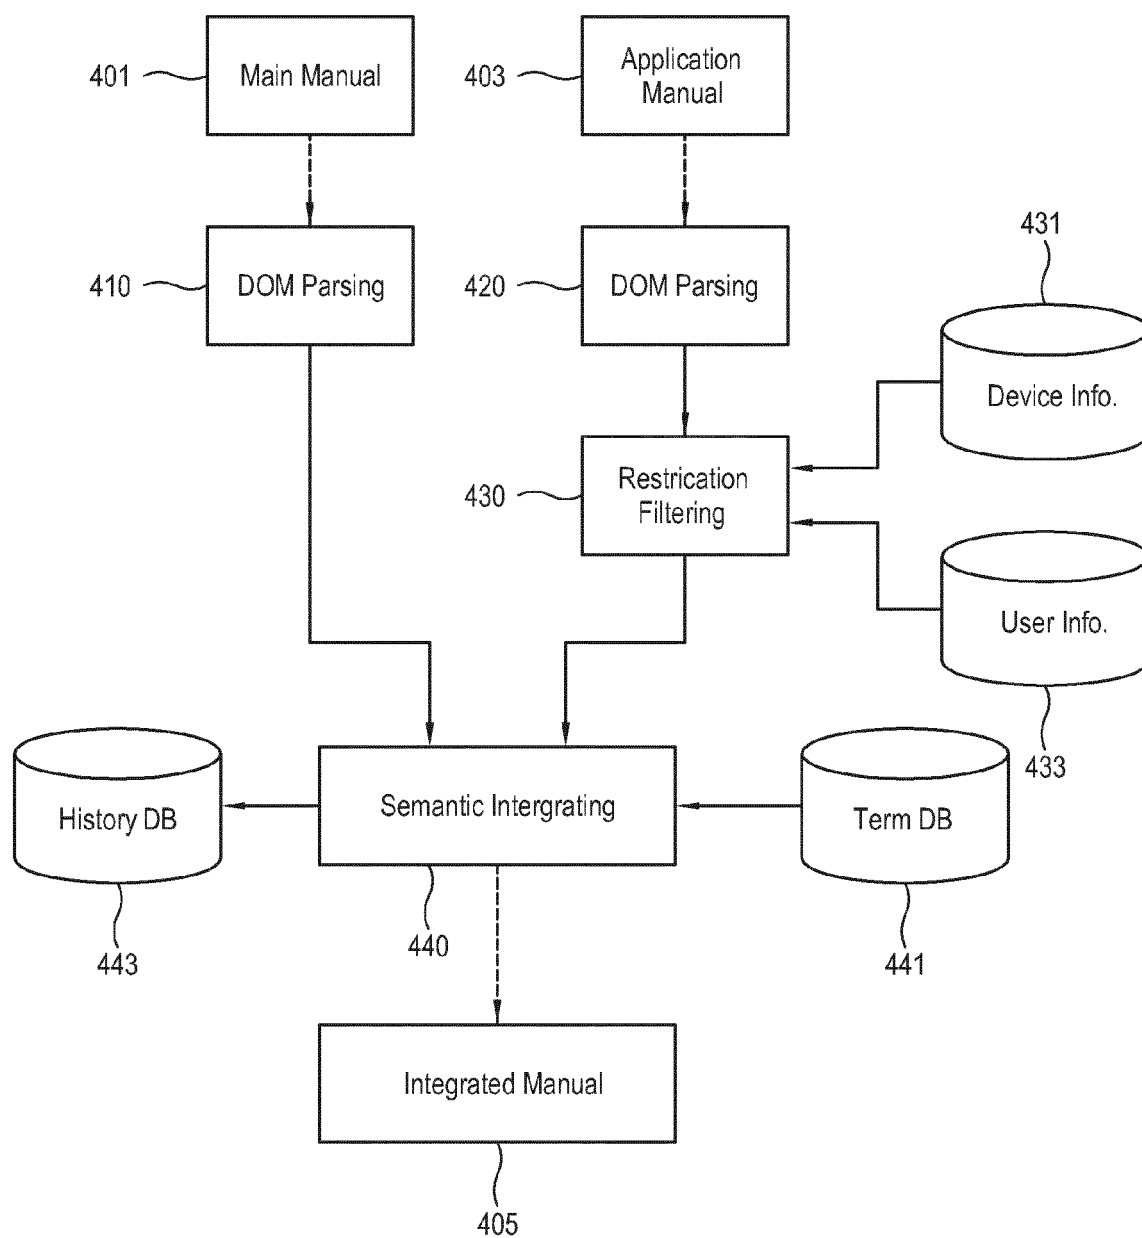 401
Main Manual
403
Application
Manual
410
DOM Parsing
420
DOM Parsing
431
Device Info.
430
Restrication
Filtering
User Info.
433
History DB
Semantic Intergrating
Term DB
443
440
441
Integrated Manual
405